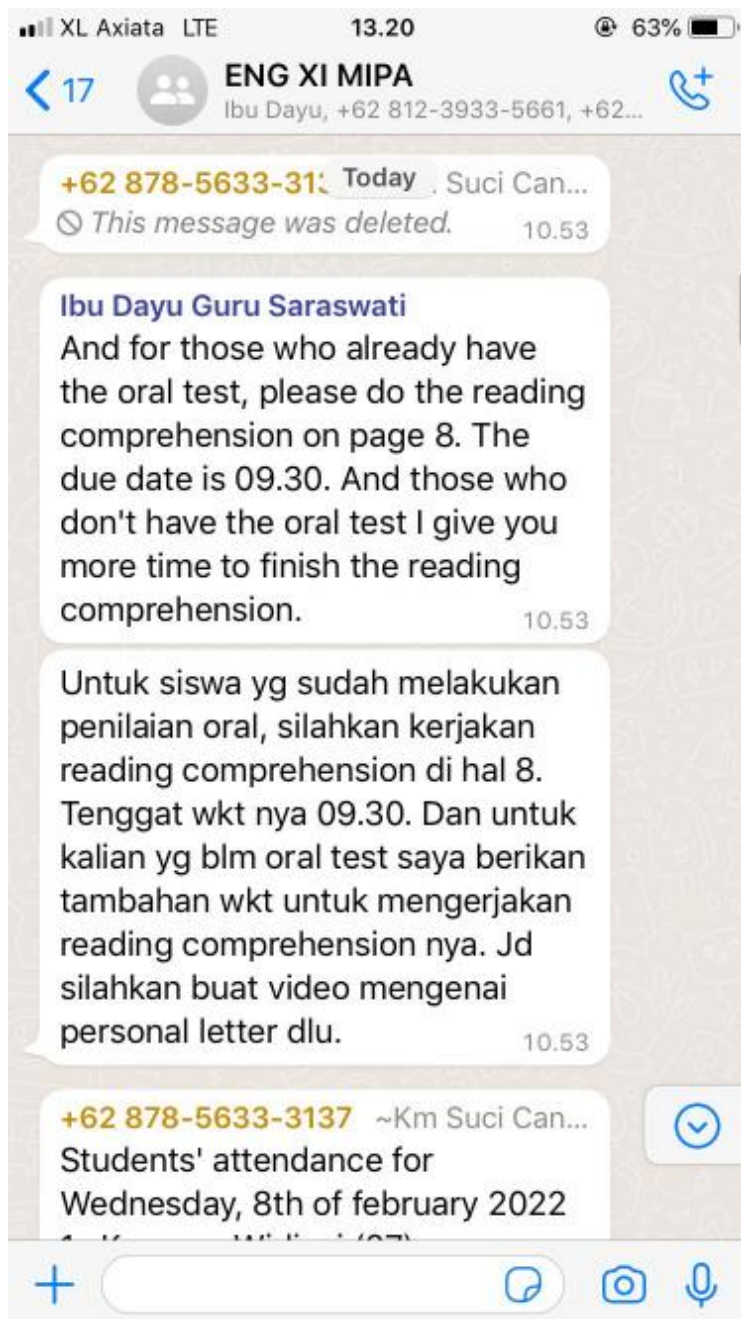 XL Axiata LTE 13.20 63%
17 ENG XI MIPA
Ibu Dayu, +62 812-3933-5661, +62...
+62 878-5633-313 Today . Suci Can...
This message was deleted. 10.53
Ibu Dayu Guru Saraswati
And for those who already have
the oral test, please do the reading
comprehension on page 8. The
due date is 09.30. And those who
don't have the oral test I give you
more time to finish the reading
comprehension. 10.53
Untuk siswa yg sudah melakukan
penilaian oral, silahkan kerjakan
reading comprehension di hal 8.
Tenggat wkt nya 09.30. Dan untuk
kalian yg blm oral test saya berikan
tambahan wkt untuk mengerjakan
reading comprehension nya. Jd
silahkan buat video mengenai
personal letter dlu. 10.53
+62 878-5633-3137 ~Km Suci Can...
Students' attendance for
Wednesday, 8th of february 2022